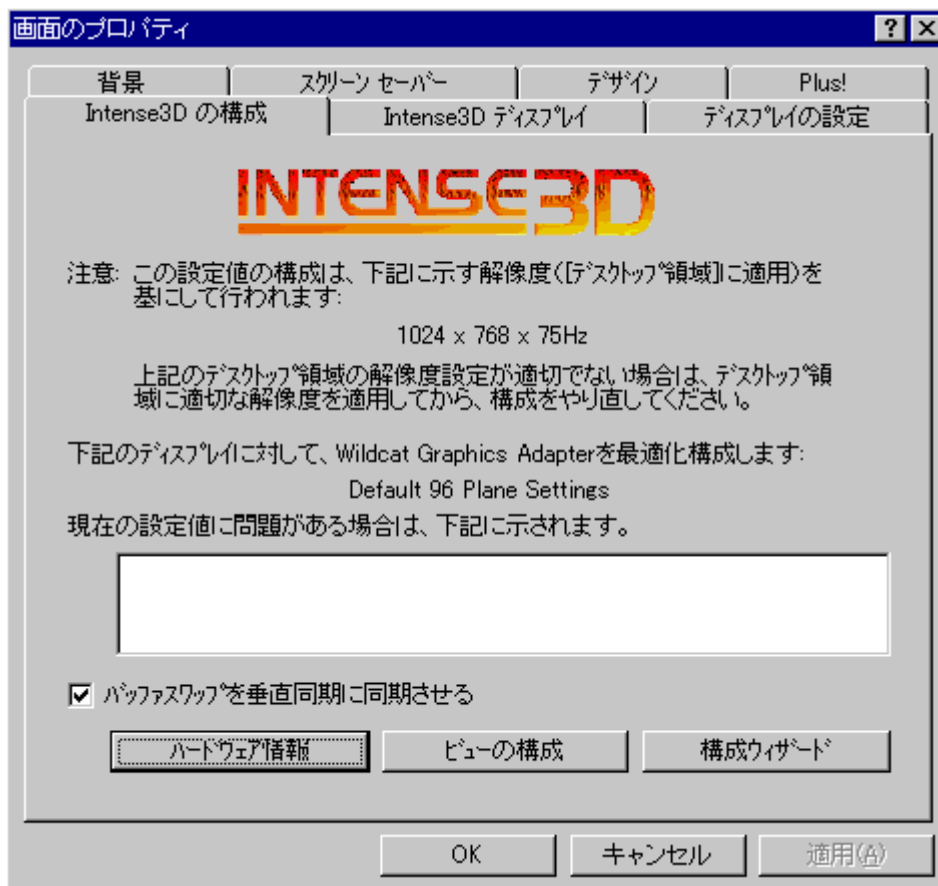 画面のプロパティ
背景 スクリーン セーバー デザイン Plus!
Intense3D の構成 Intense3D ディスプレイ ディスプレイの設定
INTENSE3D
注意: この設定値の構成は、下記に示す解像度([デスクトップ領域]に適用)を
基にして行われます:
1024 x 768 x 75Hz
上記のデスクトップ領域の解像度設定が適切でない場合は、デスクトップ領
域に適切な解像度を適用してから、構成をやり直してください。
下記のディスプレイに対して、Wildcat Graphics Adapterを最適化構成します:
Default 96 Plane Settings
現在の設定値に問題がある場合は、下記に示されます。
バッファスワップを垂直同期に同期させる
ハードウェア情報 ビューの構成 構成ウィザード
OK キャンセル 適用(A)